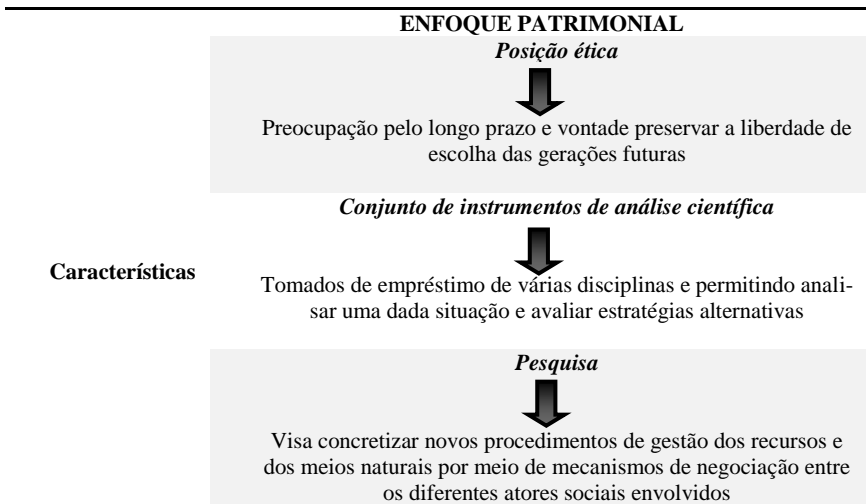 ENFOQUE PATRIMONIAL
Posição ética
Preocupação pelo longo prazo e vontade preservar a liberdade de
escolha das gerações futuras
Conjunto de instrumentos de análise científica
Características
Tomados de empréstimo de várias disciplinas e permitindo anali-
sar uma dada situação e avaliar estratégias alternativas
Pesquisa
Visa concretizar novos procedimentos de gestão dos recursos e
dos meios naturais por meio de mecanismos de negociação entre
os diferentes atores sociais envolvidos